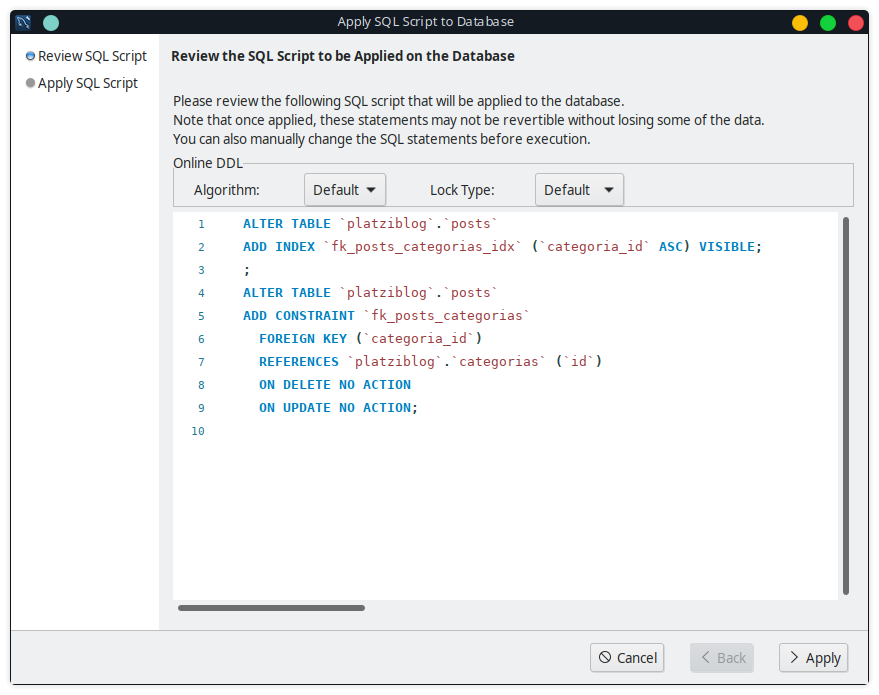 Apply SQL Script to Database
Review SQL Script
Apply SQL Script
Review the SQL Script to be Applied on the Database
Please review the following SQL script that will be applied to the database.
Note that once applied, these statements may not be revertible without losing some of the data.
You can also manually change the SQL statements before execution.
Online DDL
Algorithm: Default Lock Type: Default
1 ALTER TABLE `platziblog`.`posts`
2 ADD INDEX `fk_posts_categorias_idx` (`categoria_id` ASC) VISIBLE;
3 ;
4 ALTER TABLE `platziblog`.`posts`
5 ADD CONSTRAINT `fk_posts_categorias`
6 FOREIGN KEY (`categoria_id`)
7 REFERENCES `platziblog`.`categorias` (`id`)
8 ON DELETE NO ACTION
9 ON UPDATE NO ACTION;
10
Cancel Back Apply